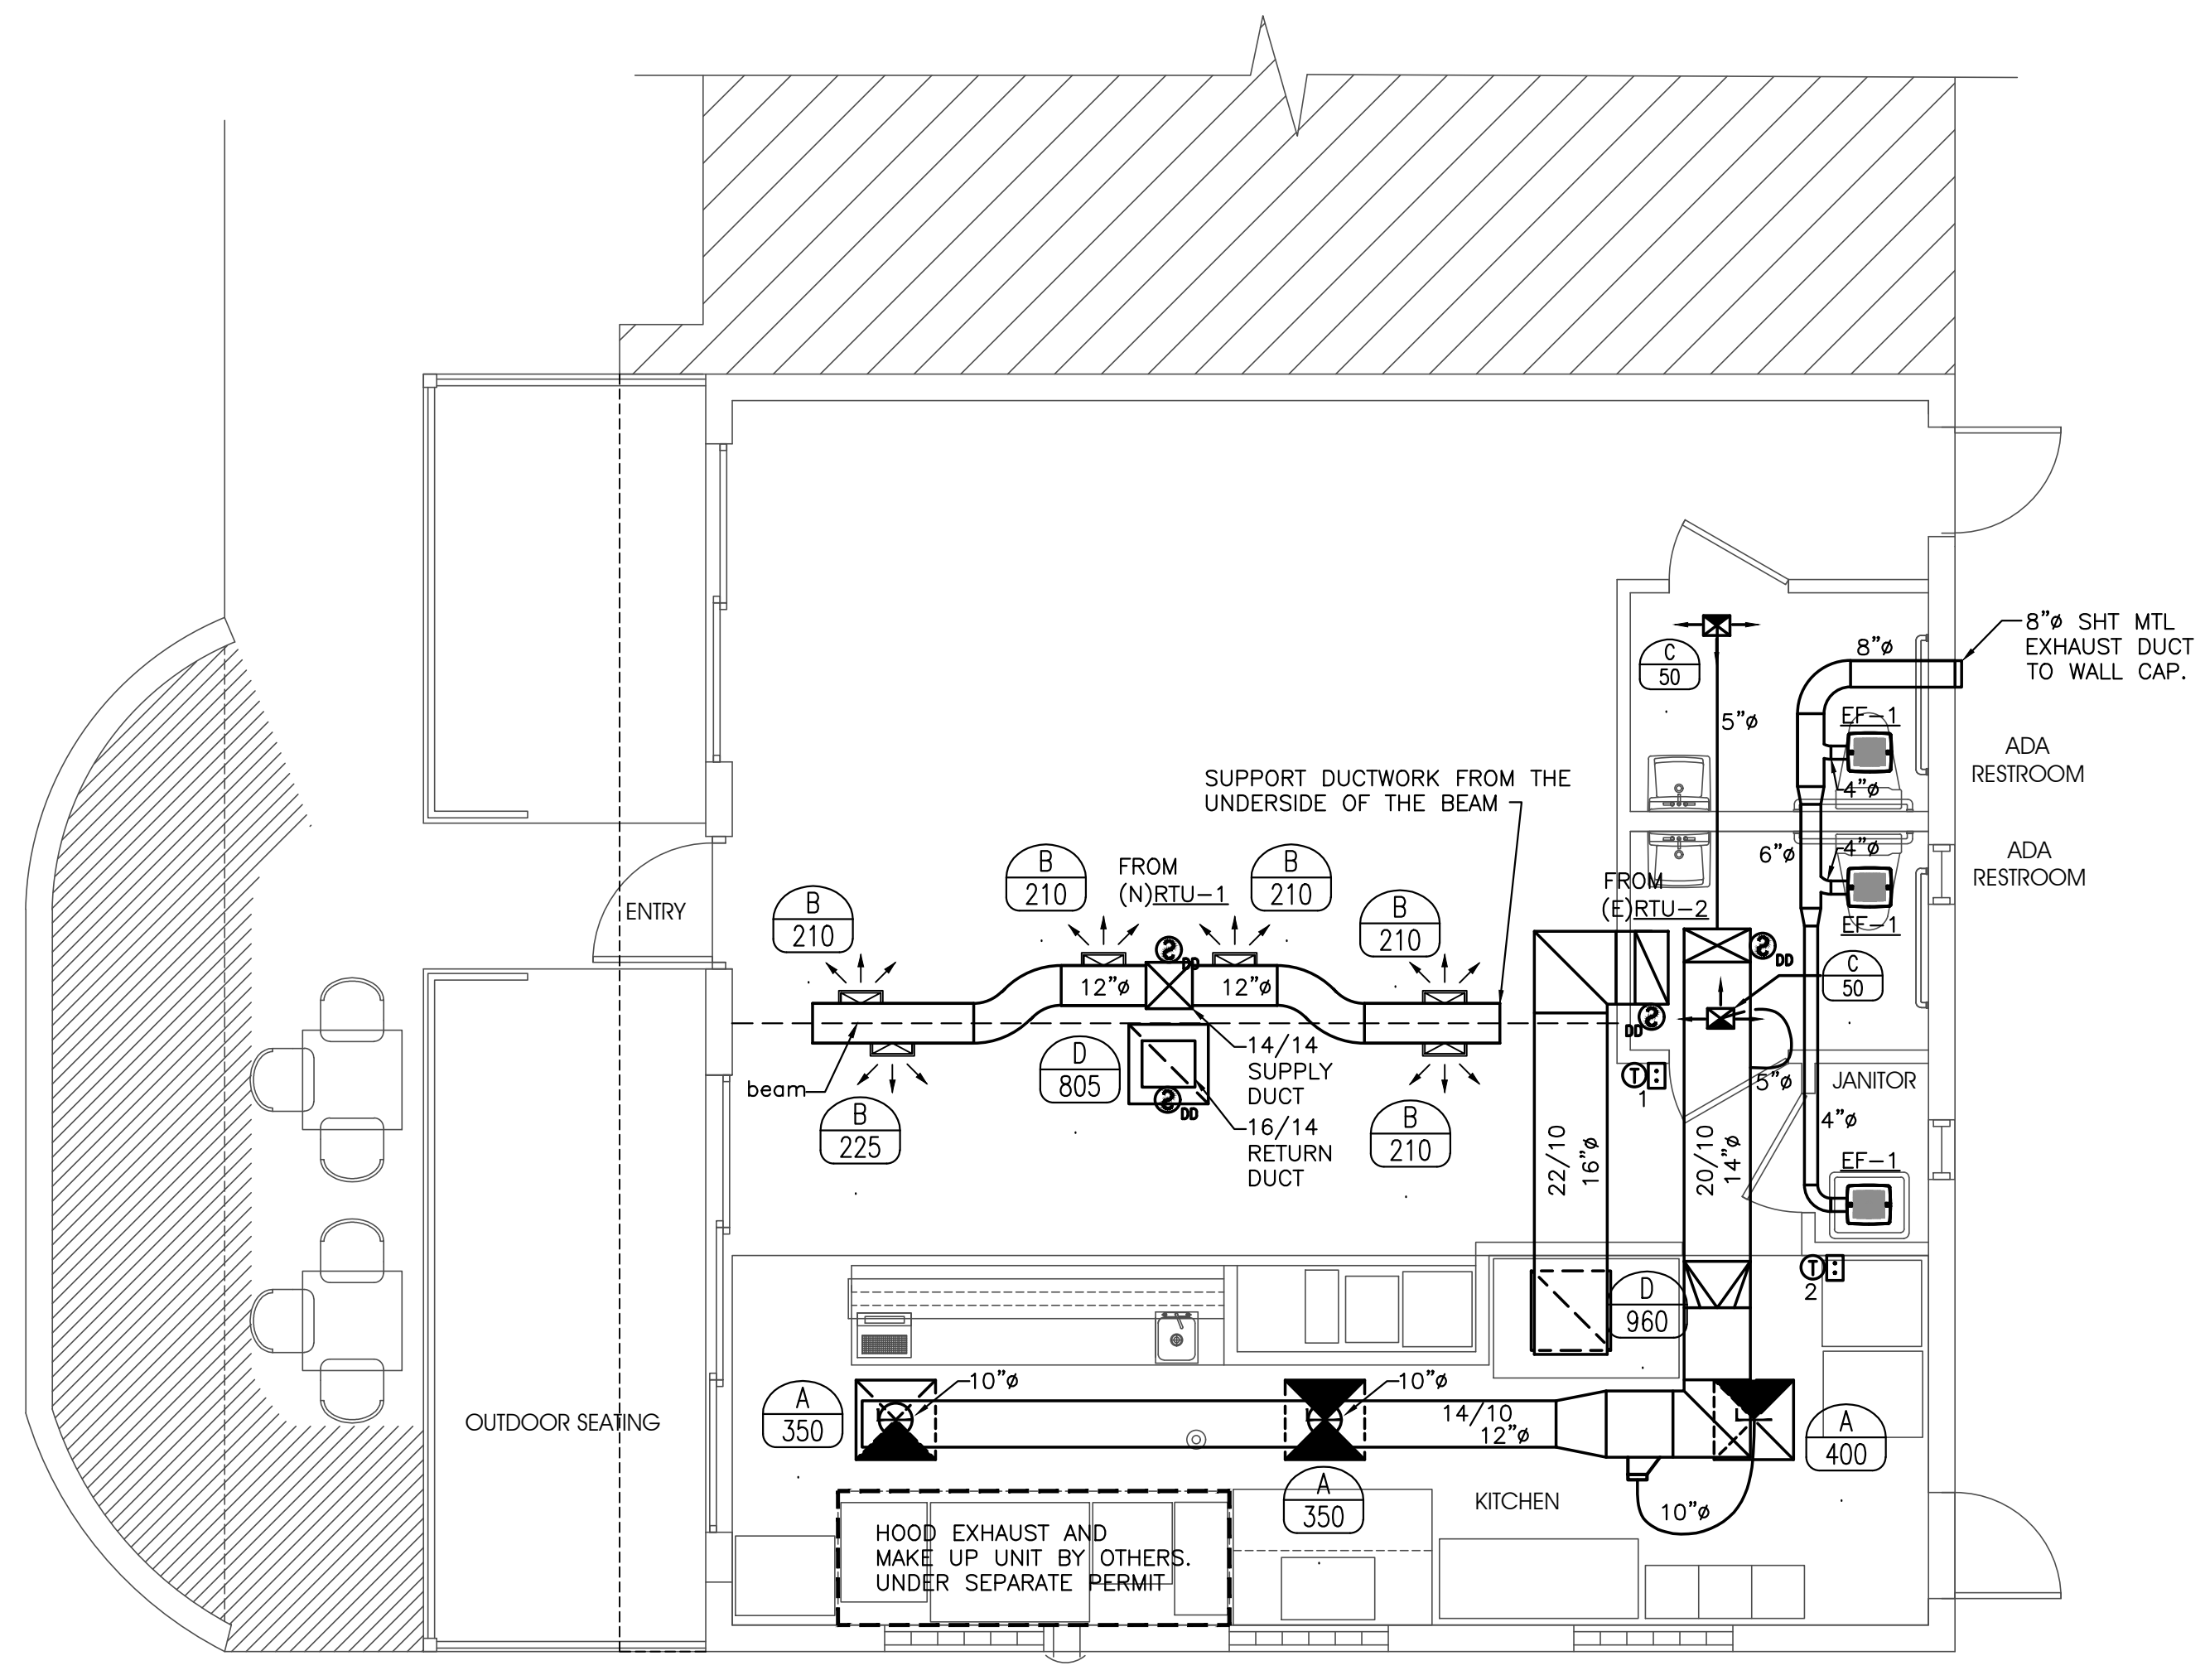 8"ø SHT MTL
EXHAUST DUCT
TO WALL CAP.
8"ø
C
50
5"ø
EF-1
4"ø
ADA
RESTROOM
SUPPORT DUCTWORK FROM THE
UNDERSIDE OF THE BEAM
6"ø
4"ø
ADA
RESTROOM
EF-1
B
210
FROM
(N)RTU-1
B
210
FROM
(E)RTU-2
ENTRY
B
210
B
210
S
DD
12"ø
12"ø
S
DD
C
50
S
DD
beam
D
805
S
DD
14/14
SUPPLY
DUCT
16/14
RETURN
DUCT
B
225
B
210
T
1
5"ø
JANITOR
4"ø
22/10
16"ø
20/10
14"ø
EF-1
T
2
D
960
OUTDOOR SEATING
A
350
10"ø
10"ø
14/10
12"ø
A
400
A
350
KITCHEN
10"ø
HOOD EXHAUST AND
MAKE UP UNIT BY OTHERS.
UNDER SEPARATE PERMIT